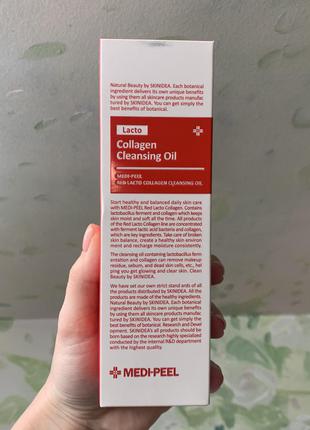 Natural Beauty by SKINIDEA. Each botanical
ingredient delivers its own unique benefits
by using them all skincare products manufac
tured by SKINIDEA. You can get simply the
best benefits of botanical.
Lacto
Collagen
Cleansing Oil
MEDI-PEEL
RED LACTO COLLAGEN CLEANSING OIL
Start healthy and balanced daily skin care
with MEDI-PEEL Red Lacto Collagen. Contains
lactobacillus ferment and collagen which keeps
skin moist and soft all the time. All products
of the Red Lacto Collagen line are concentrated
with ferment lactic acid bacteria and collagen,
which are key ingredients. Take care of broken
skin balance, create a healthy skin environ
ment and recharge moisture consistently.
The cleansing oil containing lactobacillus ferm
entation and collagen can remove makeup
residue, sebum, and dead skin cells, etc., hel
ping you get glowing and clear skin. Clean
Beauty by SKINIDEA.
We have set our own strict stand ards of all
the products distributed by SKINIDEA. All the
products are made of the healthy ingredients.
Natural Beauty by SKINIDEA. Each botanical
ingredient delivers its own unique benefits
by using them all skincare products manufac
tured by SKINIDEA. You can get simply the
best benefits of botanical. Research and Devel
opment. SKINIDEA's all products should be
born based on the research highly specialized
conducted by the internal R&D department
with the highest quality.
MEDI-PEEL